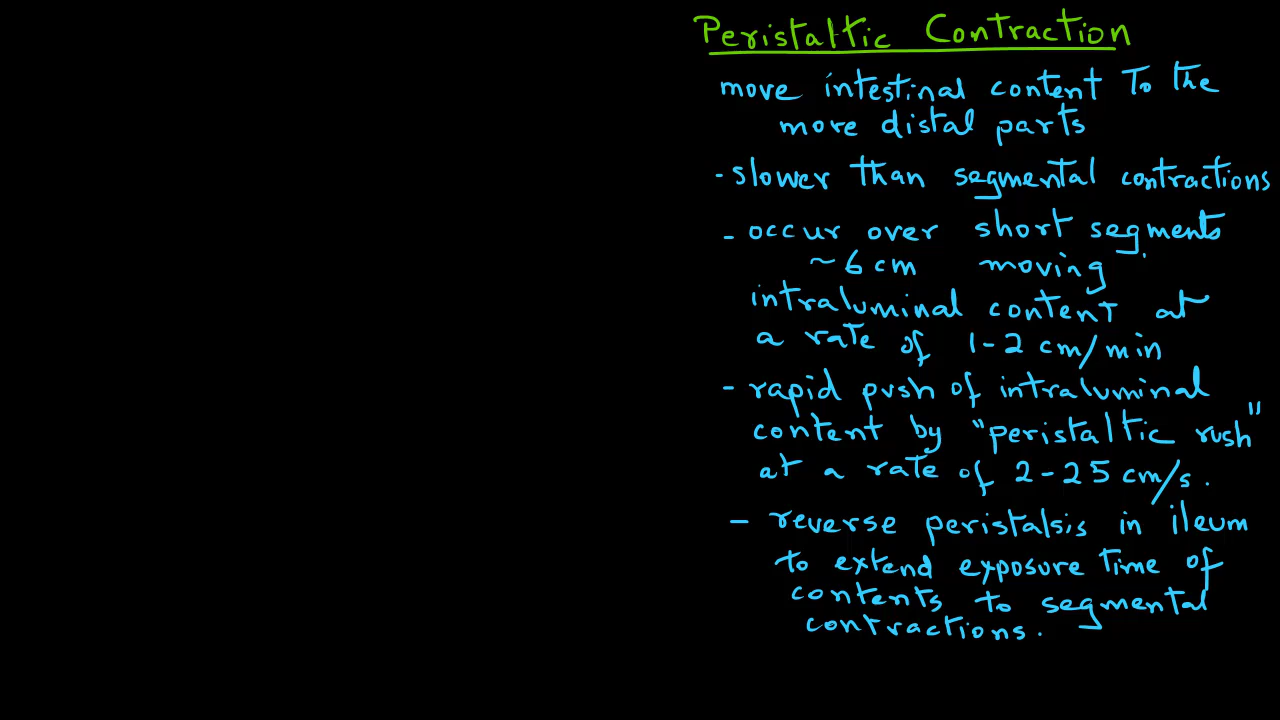 Peristaltic Contraction
move intestinal content To the
more distal parts
- slower than segmental contractions
- occur over short segments
~ 6 cm moving
intraluminal content at
a rate of 1-2 cm/min
- rapid push of intraluminal
content by "peristaltic rush"
at a rate of 2-25 cm/s.
- reverse peristalsis in ileum
to extend exposure time of
contents to segmental
contractions.